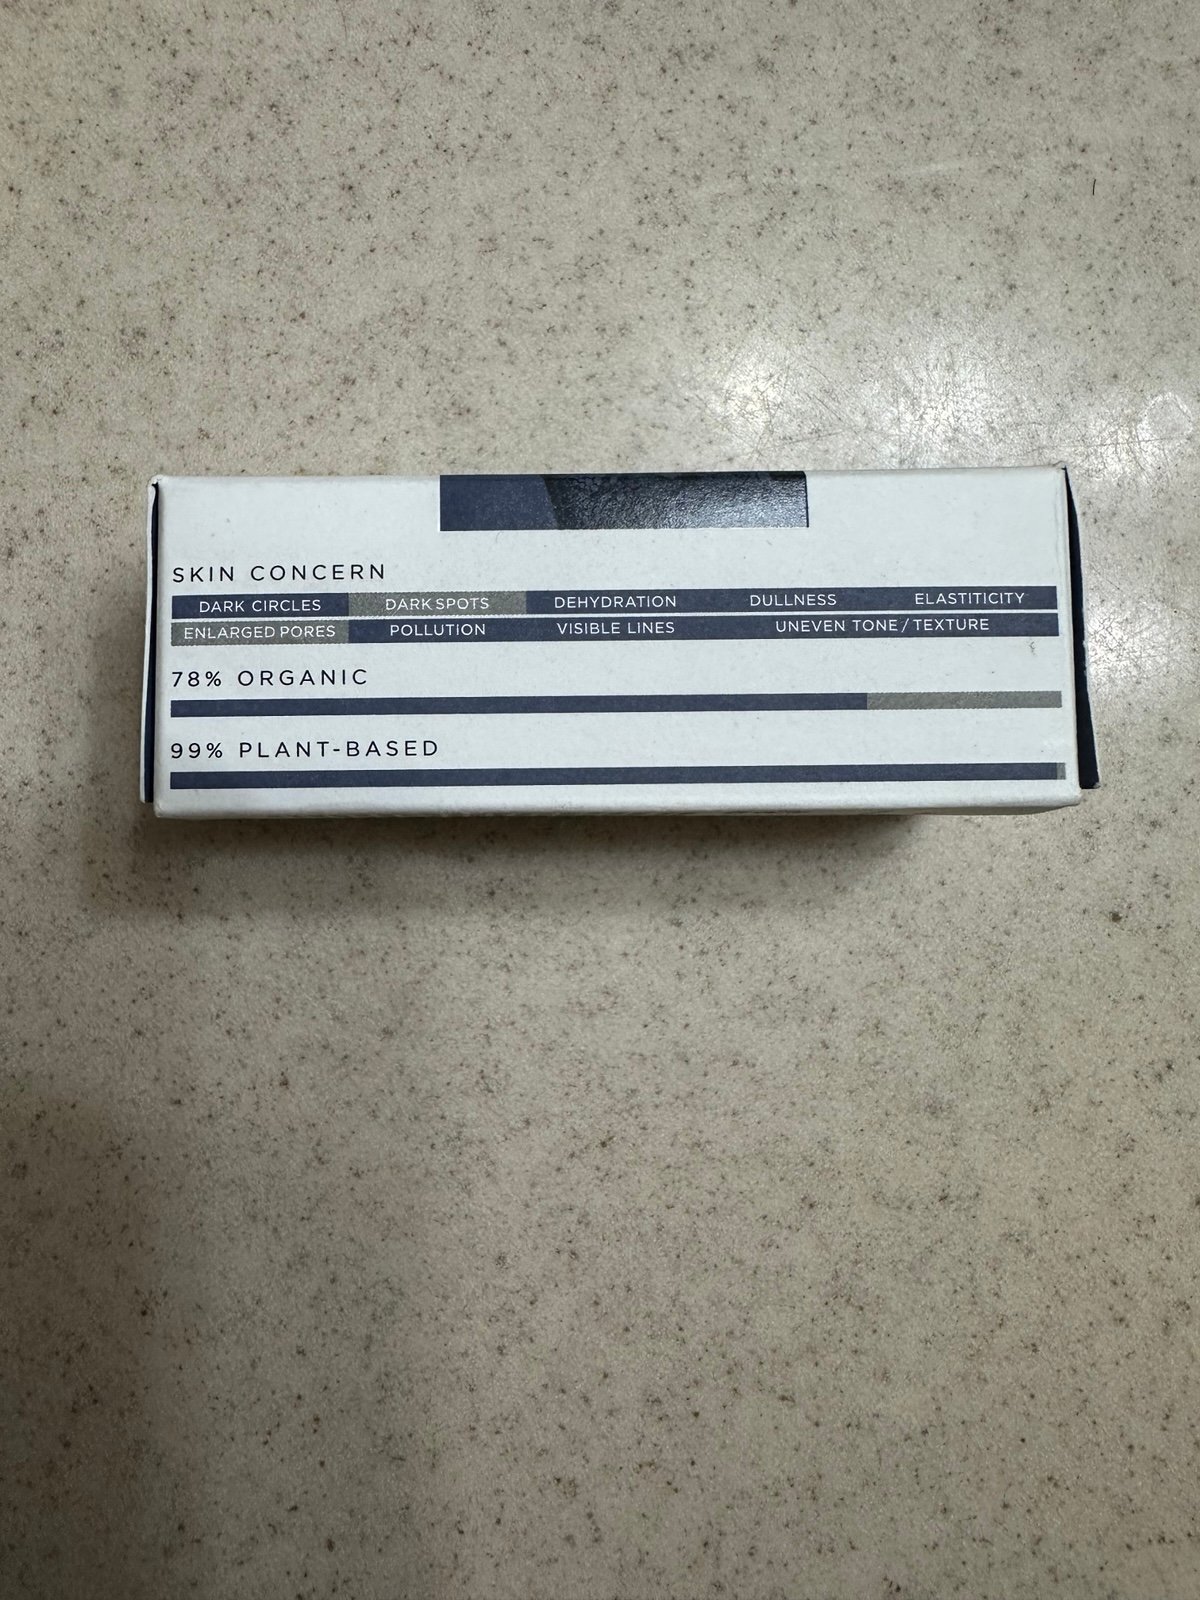 SKIN CONCERN
DARK CIRCLES DARK SPOTS DEHYDRATION DULLNESS ELASTITICITY
ENLARGED PORES POLLUTION VISIBLE LINES UNEVEN TONE / TEXTURE
78% ORGANIC
99% PLANT-BASED